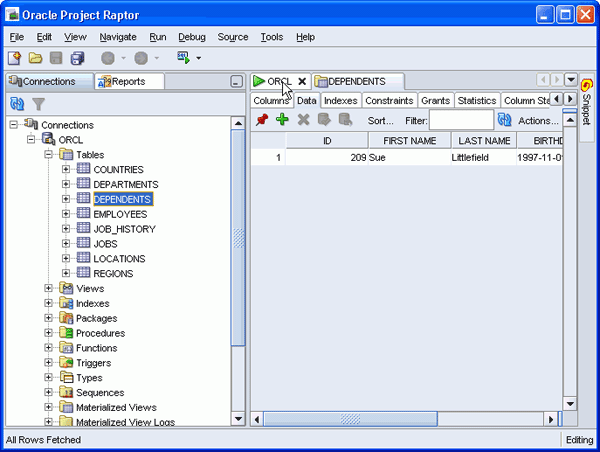 Oracle Project Raptor
File Edit View Navigate Run Debug Source Tools Help
Connections Reports
Connections
ORCL
Tables
COUNTRIES
DEPARTMENTS
DEPENDENTS
EMPLOYEES
JOB_HISTORY
JOBS
LOCATIONS
REGIONS
Views
Indexes
Packages
Procedures
Functions
Triggers
Types
Sequences
Materialized Views
Materialized View Logs
ORCL DEPENDENTS
Columns Data Indexes Constraints Grants Statistics Column Sta
Sort... Filter: Actions...
ID FIRST NAME LAST NAME BIRTHD
1 209 Sue Littlefield 1997-11-0
Snippet
All Rows Fetched Editing